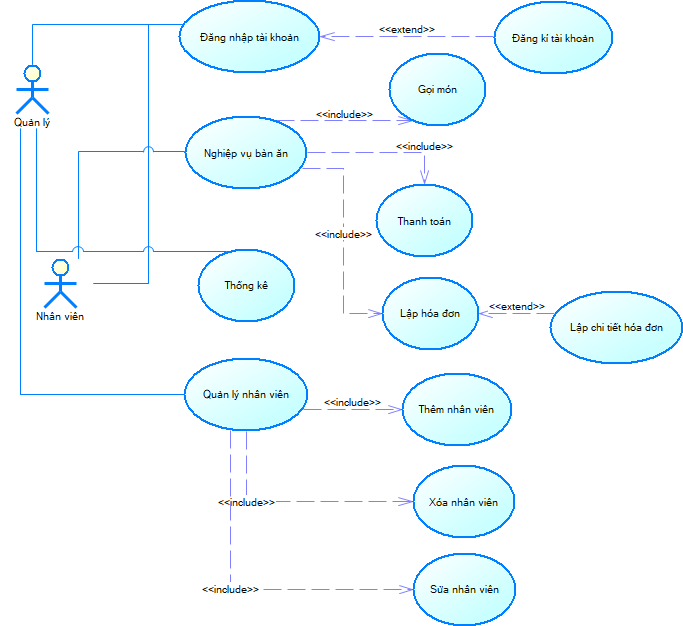 Đăng nhập tài khoản
<<extend>>
Đăng kí tài khoản
Quản lý
Gọi món
<<include>>
Nghiệp vụ bàn ăn
<<include>>
Thanh toán
<<include>>
Thống kê
Nhân viên
Lập hóa đơn
<<extend>>
Lập chi tiết hóa đơn
Quản lý nhân viên
<<include>>
Thêm nhân viên
<<include>>
Xóa nhân viên
<<include>>
Sửa nhân viên